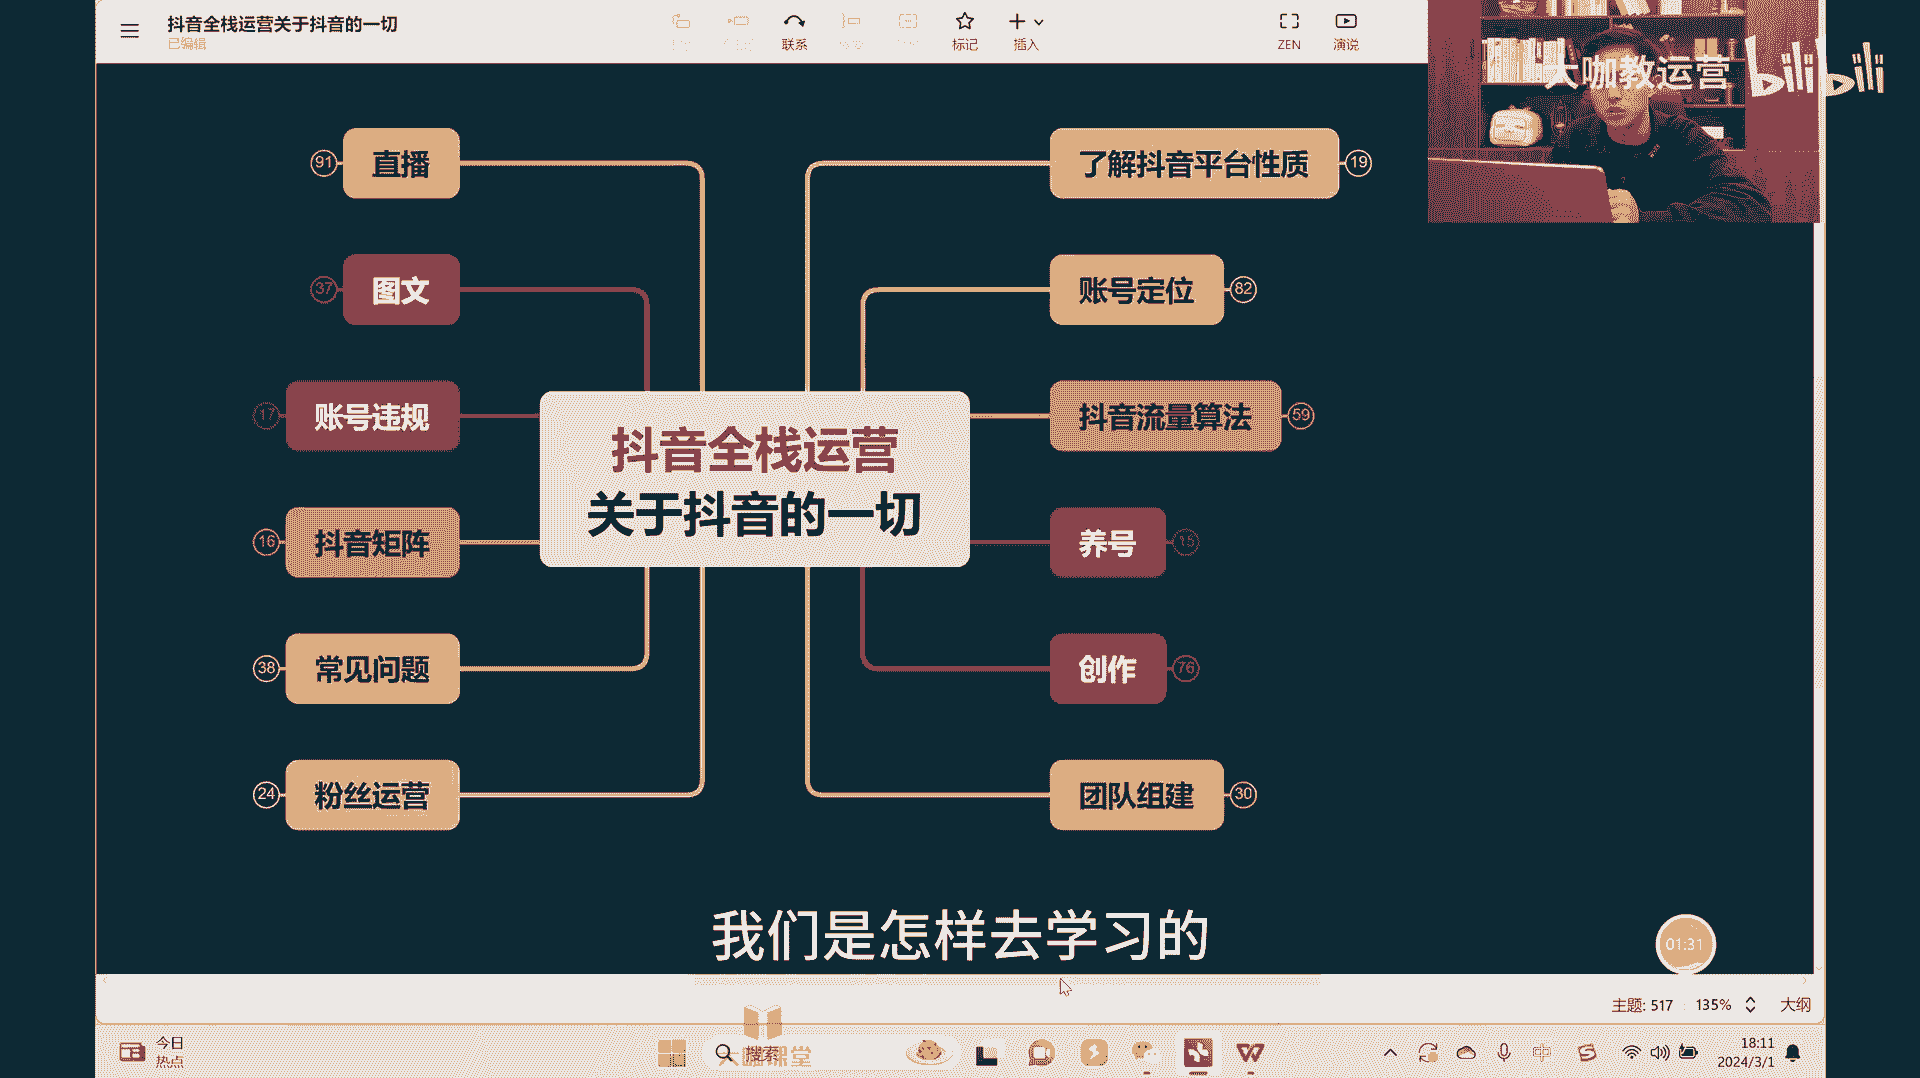 抖音全栈运营关于抖音的一切
已编辑
联系
标记
插入
ZEN
演说
大咖教运营
bilibili
91
直播
了解抖音平台性质
19
37
图文
账号定位
82
17
账号违规
抖音流量算法
59
抖音全栈运营
关于抖音的一切
16
抖音矩阵
养号
15
38
常见问题
创作
76
24
粉丝运营
团队组建
30
我们是怎样去学习的
01:31
主题: 517
135%
大纲
今日
热点
搜索
大咖课堂
中
18:11
2024/3/1